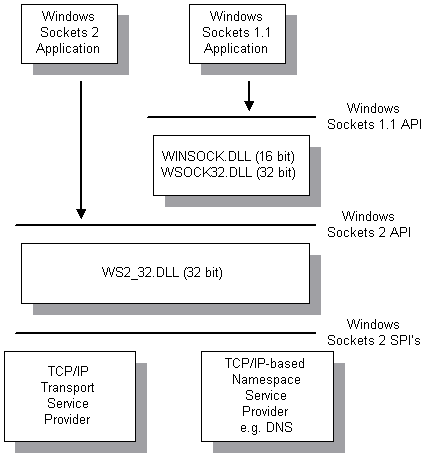 Windows
Sockets 2
Application
Windows
Sockets 1.1
Application
Windows
Sockets 1.1 API
WINSOCK.DLL (16 bit)
WSOCK32.DLL (32 bit)
Windows
Sockets 2 API
WS2_32.DLL (32 bit)
Windows
Sockets 2 SPI's
TCP/IP
Transport
Service
Provider
TCP/IP-based
Namespace
Service
Provider
e.g. DNS